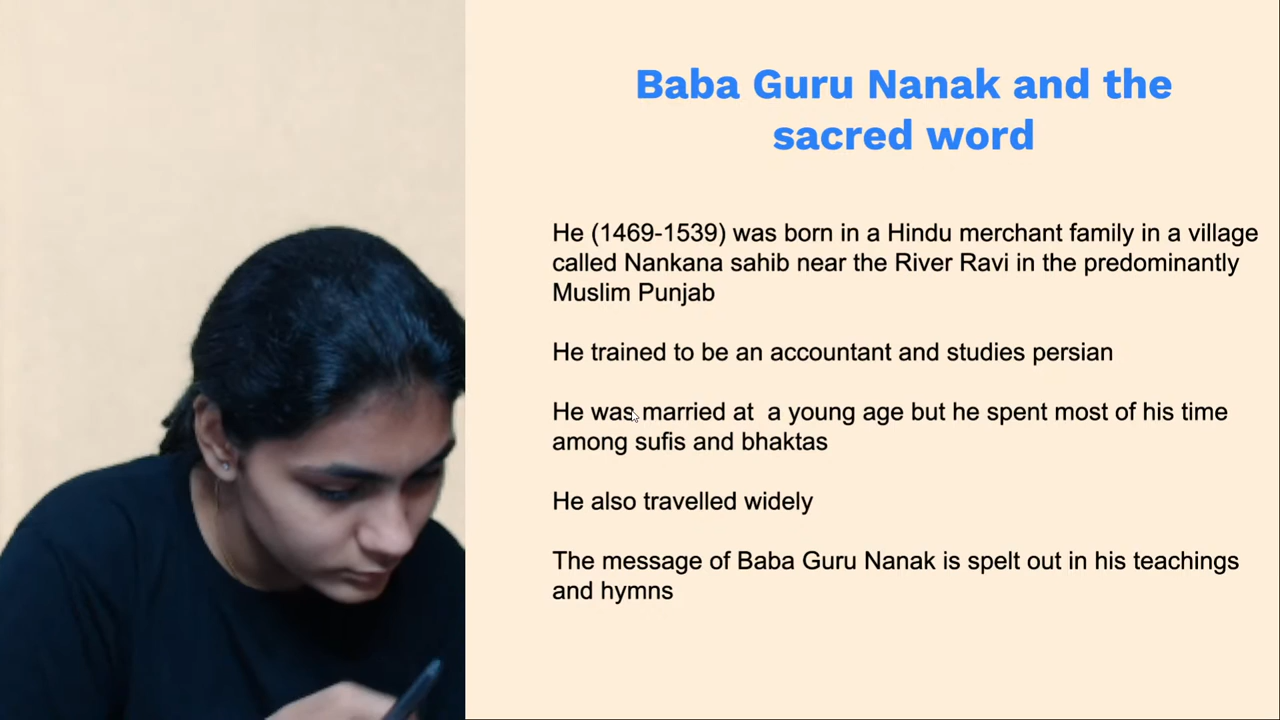 Baba Guru Nanak and the
sacred word
He (1469-1539) was born in a Hindu merchant family in a village
called Nankana sahib near the River Ravi in the predominantly
Muslim Punjab
He trained to be an accountant and studies persian
He was married at  a young age but he spent most of his time
among sufis and bhaktas
He also travelled widely
The message of Baba Guru Nanak is spelt out in his teachings
and hymns